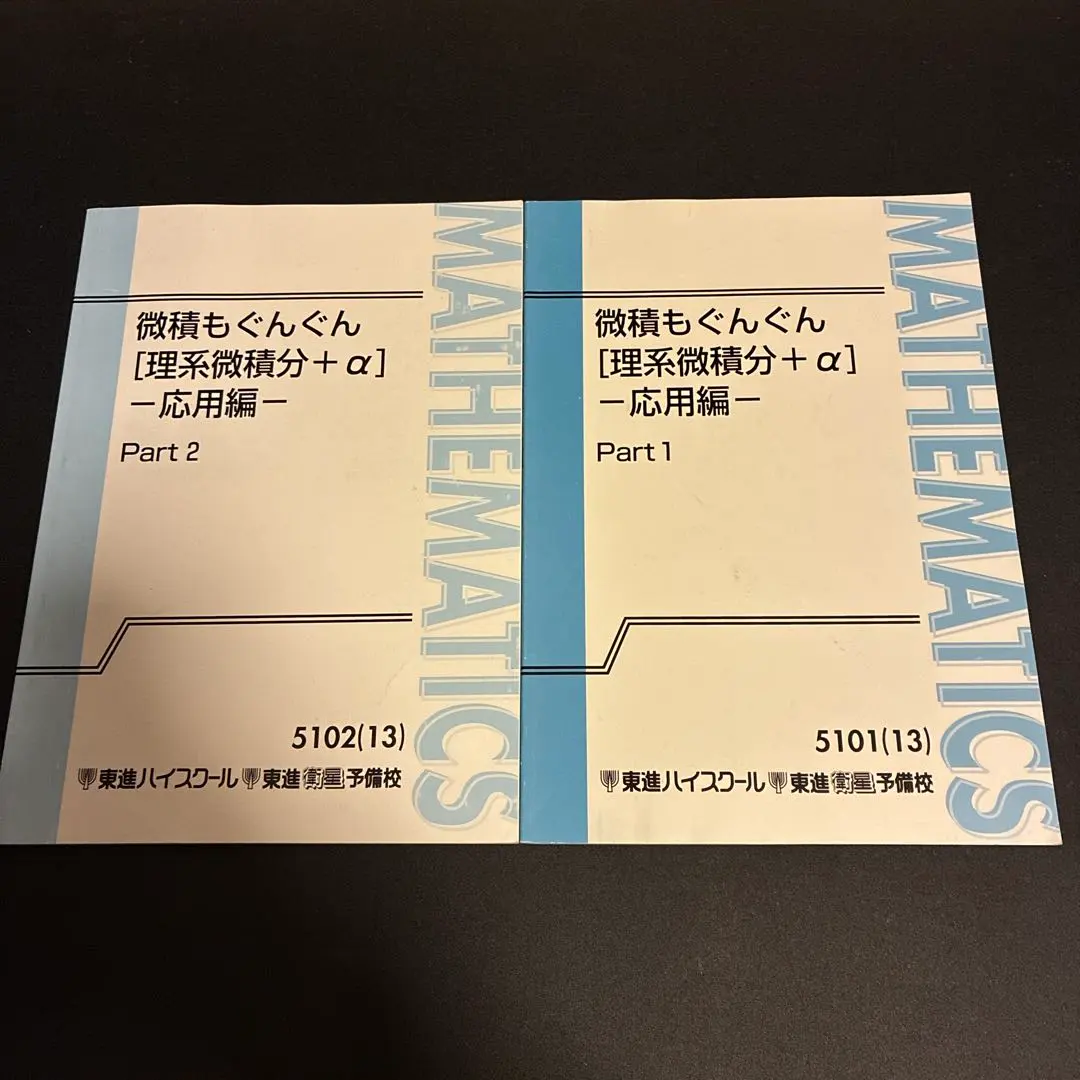 微積もぐんぐん
[理系微積分+α]
-応用編-
Part 2
5102(13)
東進ハイスクール 東進衛星予備校
MATHEMATICS
微積もぐんぐん
[理系微積分+α]
-応用編-
Part 1
5101(13)
東進ハイスクール 東進衛星予備校
MATHEMATICS